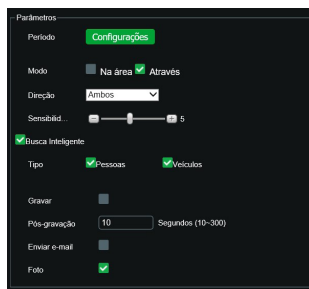 Parâmetros
Período Configurações
Modo Na área Através
Direção Ambos
Sensibilid... 5
Busca Inteligente
Tipo Pessoas Veículos
Gravar
Pós-gravação 10 Segundos (10~300)
Enviar e-mail
Foto